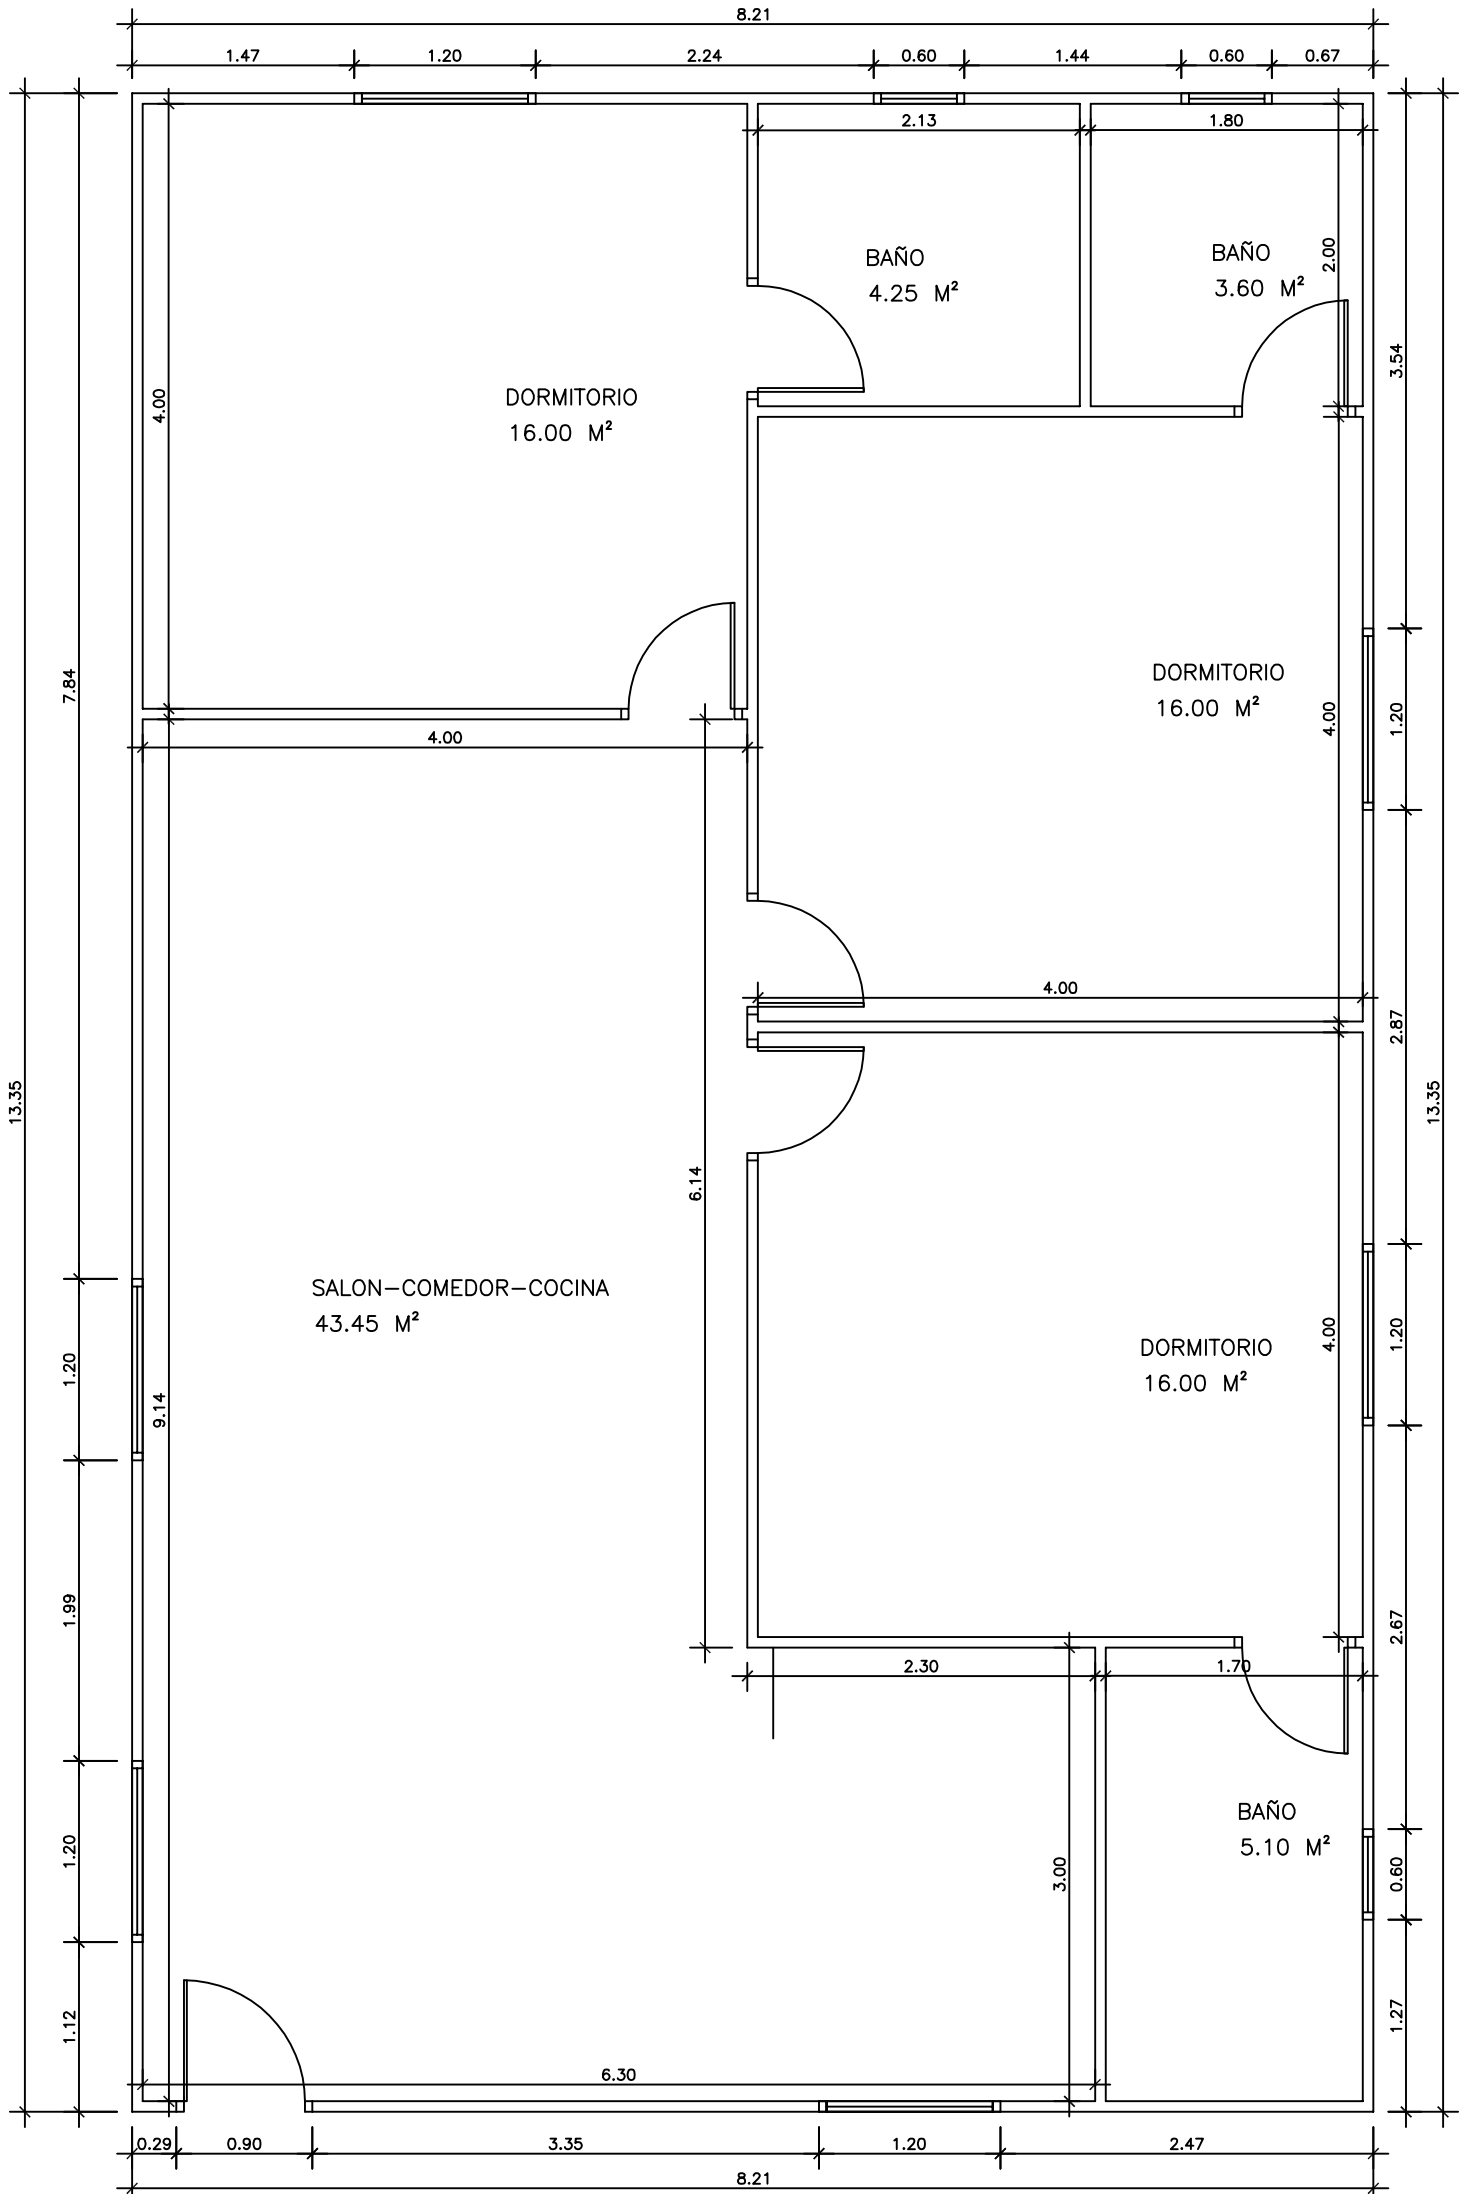 8.21
1.47 1.20 2.24 0.60 1.44 0.60 0.67
2.13 1.80
BAÑO
4.25 M²
BAÑO
3.60 M²
2.00
3.54
4.00
DORMITORIO
16.00 M²
7.84
DORMITORIO
16.00 M²
4.00
1.20
4.00
4.00
2.87
13.35
13.35
6.14
SALON-COMEDOR-COCINA
43.45 M²
1.20
9.14
DORMITORIO
16.00 M²
4.00
1.20
1.99
2.67
2.30 1.70
BAÑO
5.10 M²
1.20
3.00
0.60
1.12
1.27
6.30
0.29 0.90 3.35 1.20 2.47
8.21